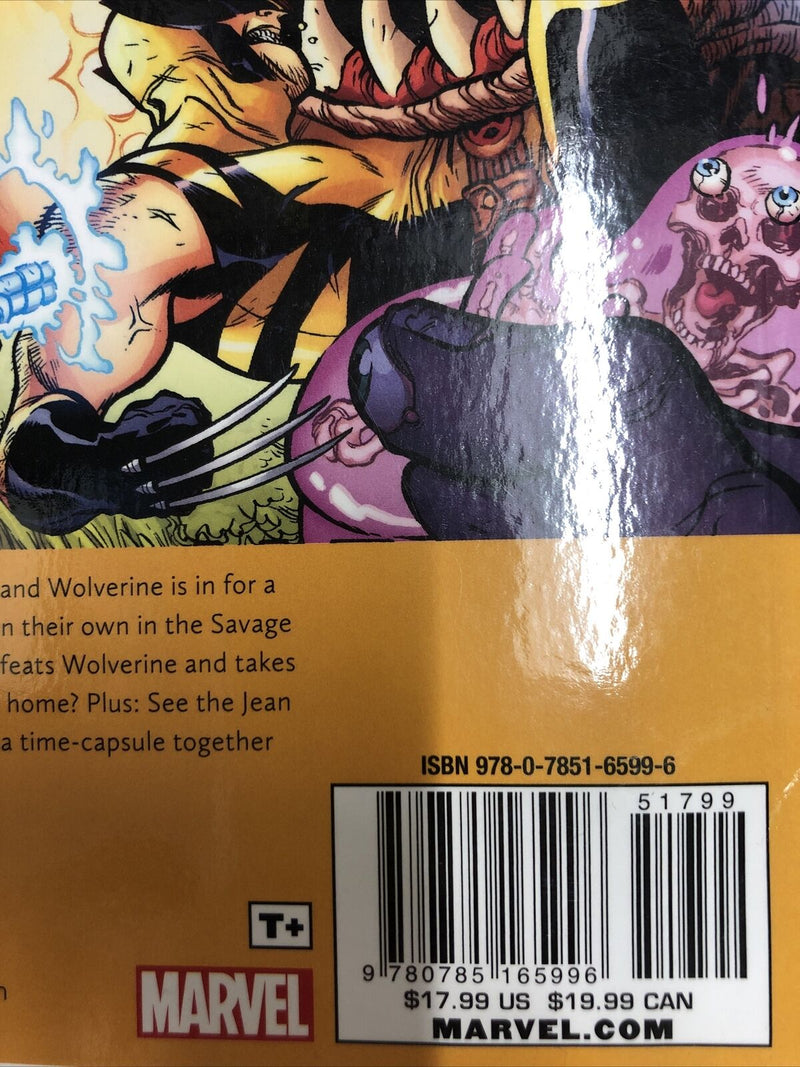 and Wolverine is in for a
n their own in the Savage
feats Wolverine and takes
home? Plus: See the Jean
a time-capsule together
ISBN 978-0-7851-6599-6
51799
9 780785 165996
$17.99 US $19.99 CAN
MARVEL.COM
T+
MARVEL
n